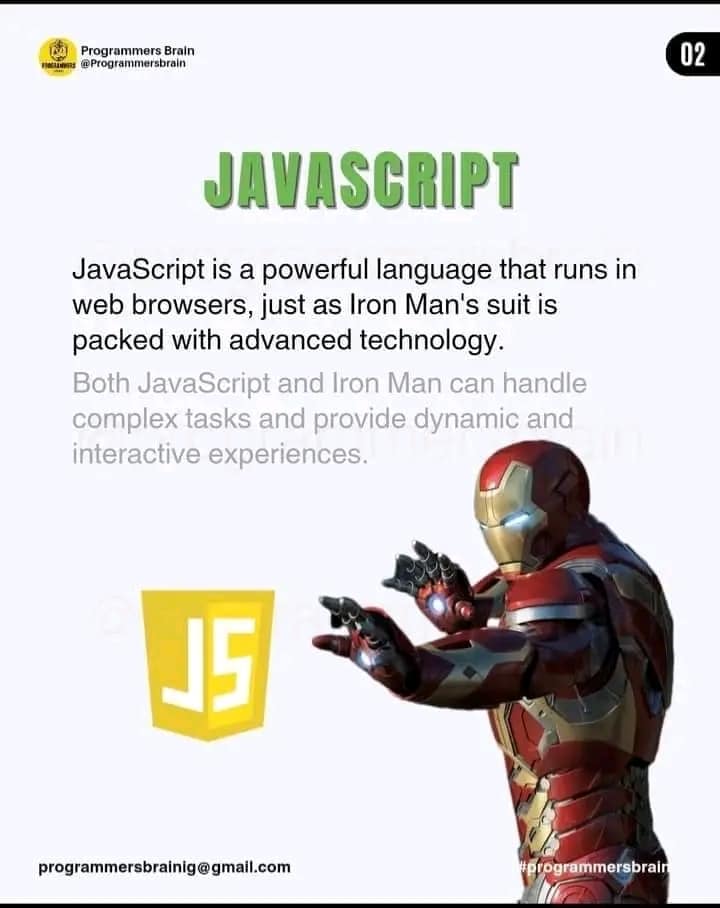 Programmers Brain
@Programmersbrain
02
JAVASCRIPT
JavaScript is a powerful language that runs in
web browsers, just as Iron Man's suit is
packed with advanced technology.
Both JavaScript and Iron Man can handle
complex tasks and provide dynamic and
interactive experiences.
JS
programmersbrainig@gmail.com
#programmersbrain